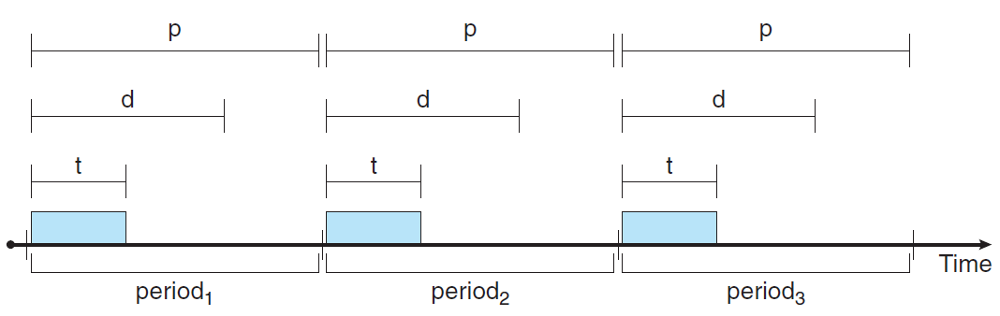 p p p
d d d
t t t
Time
period₁ period₂ period₃